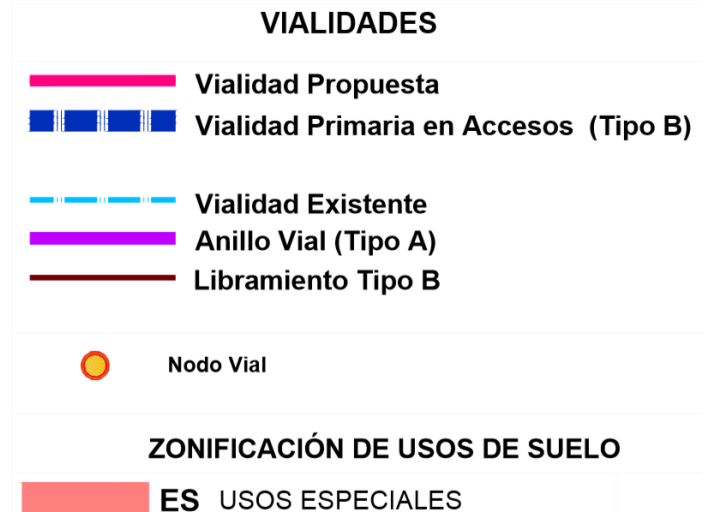 VIALIDADES
Vialidad Propuesta
Vialidad Primaria en Accesos (Tipo B)
Vialidad Existente
Anillo Vial (Tipo A)
Libramiento Tipo B
Nodo Vial
ZONIFICACIÓN DE USOS DE SUELO
ES USOS ESPECIALES